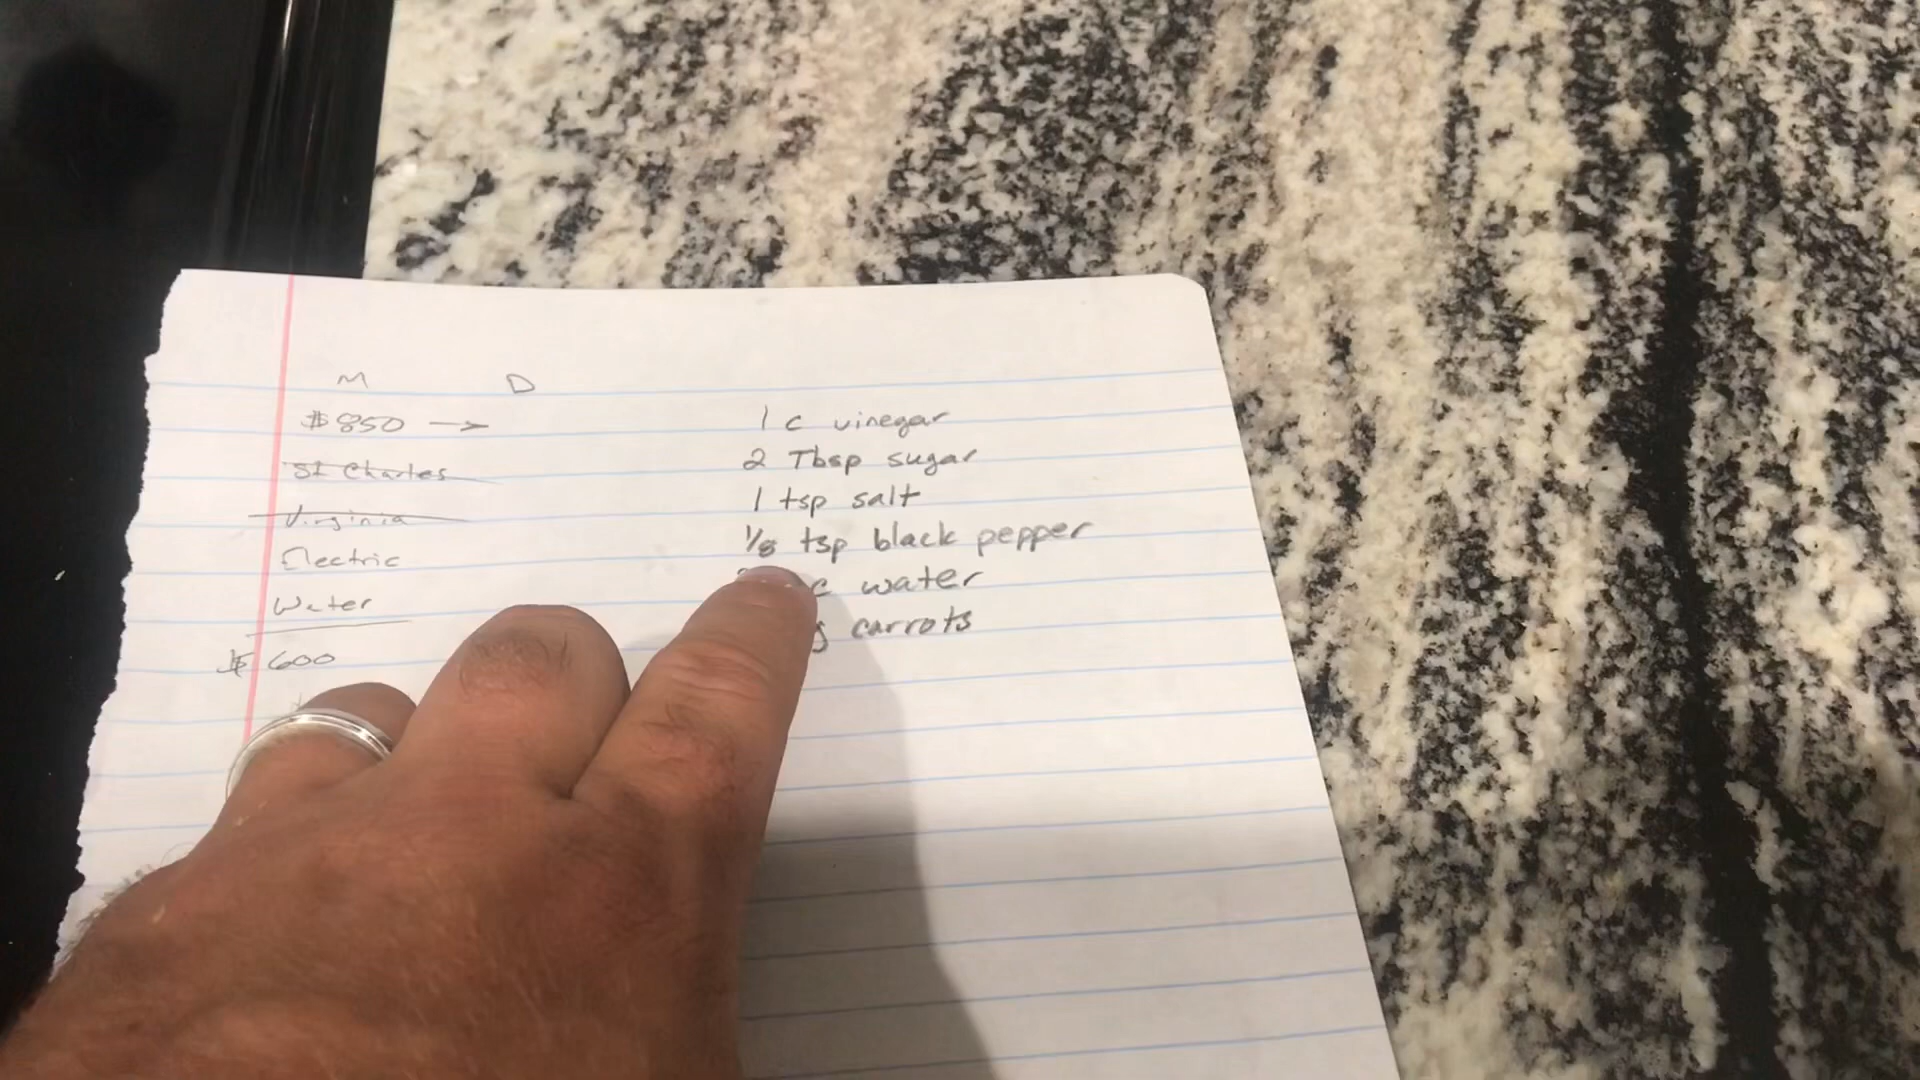 M D
$850 →
St Charles
Virginia
Electric
Water
$600
1 c vinegar
2 Tbsp sugar
1 tsp salt
1/8 tsp black pepper
c water
carrots